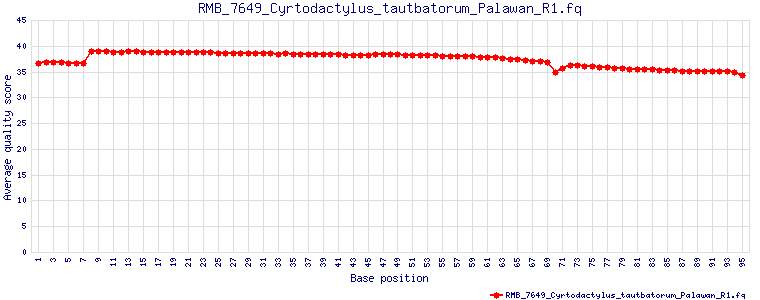 RMB_7649_Cyrtodactylus_tautbatorum_Palawan_R1.fq
Average quality score
45
40
35
30
25
20
15
10
5
0
1 3 5 7 9 11 13 15 17 19 21 23 25 27 29 31 33 35 37 39 41 43 45 47 49 51 53 55 57 59 61 63 65 67 69 71 73 75 77 79 81 83 85 87 89 91 93 95
Base position
RMB_7649_Cyrtodactylus_tautbatorum_Palawan_R1.fq